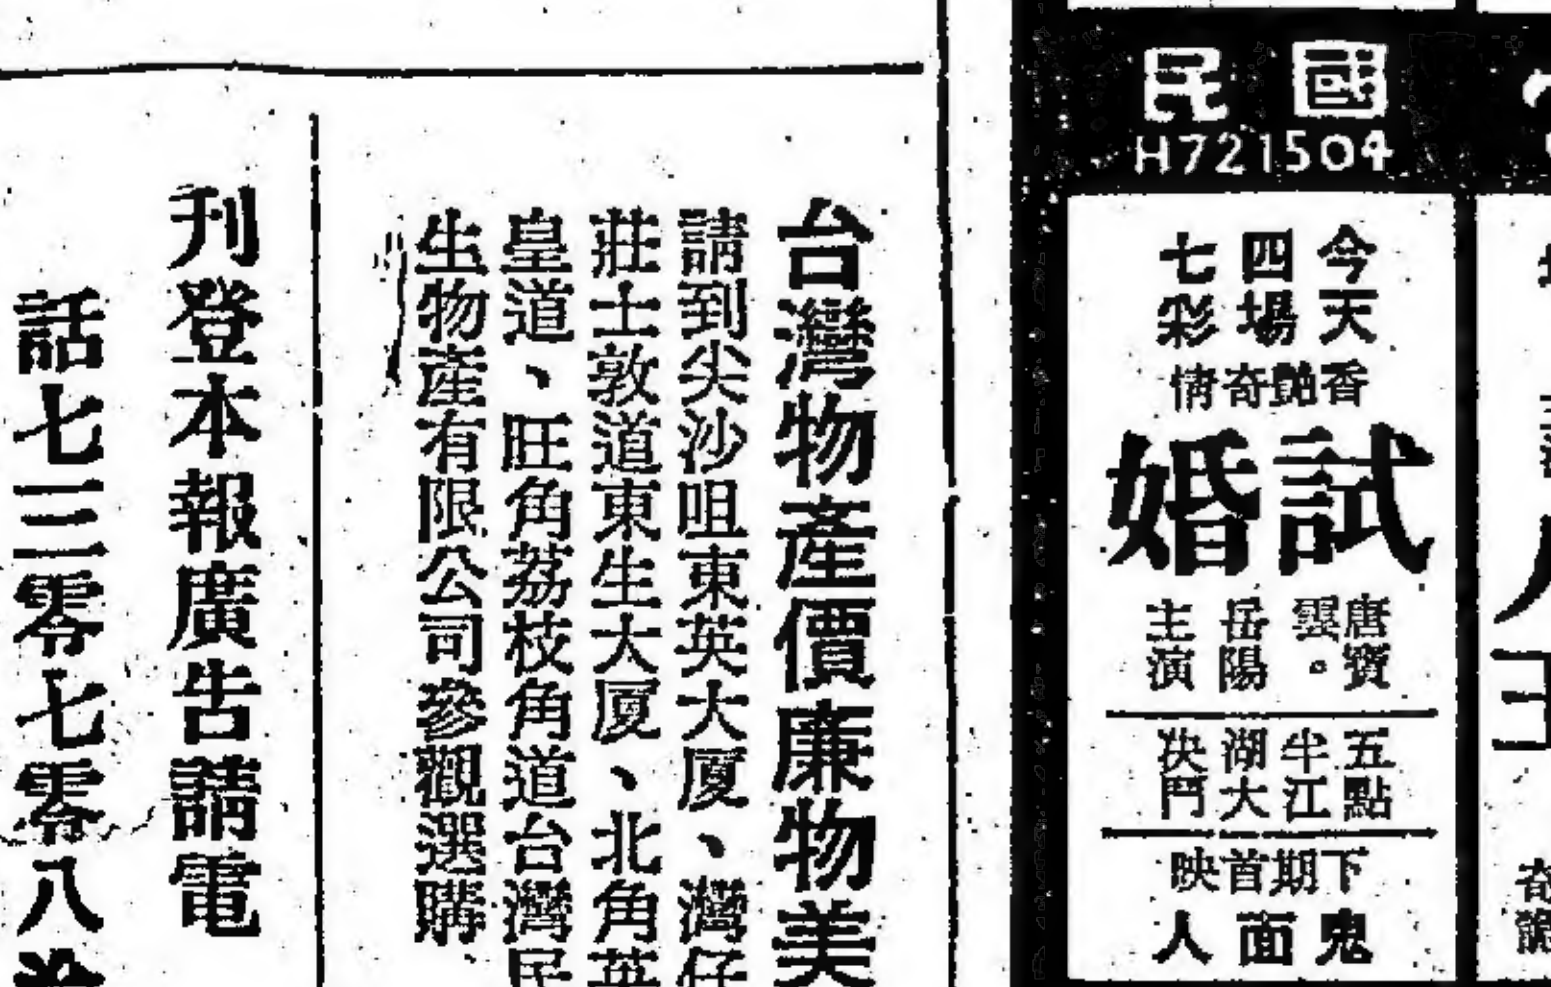 國民
H721504
今天
四場
七彩
香艶奇情
試婚
唐寶雲。
岳陽
主演
五點
半江
湖大
決鬥
下期首映
鬼面人
台灣物產價廉物美
請到尖沙咀東英大厦、灣仔
莊士敦道東生大厦、北角英
皇道、旺角荔枝角道台灣民
生物產有限公司參觀選購
刊登本報廣告請電
話七三零七零八